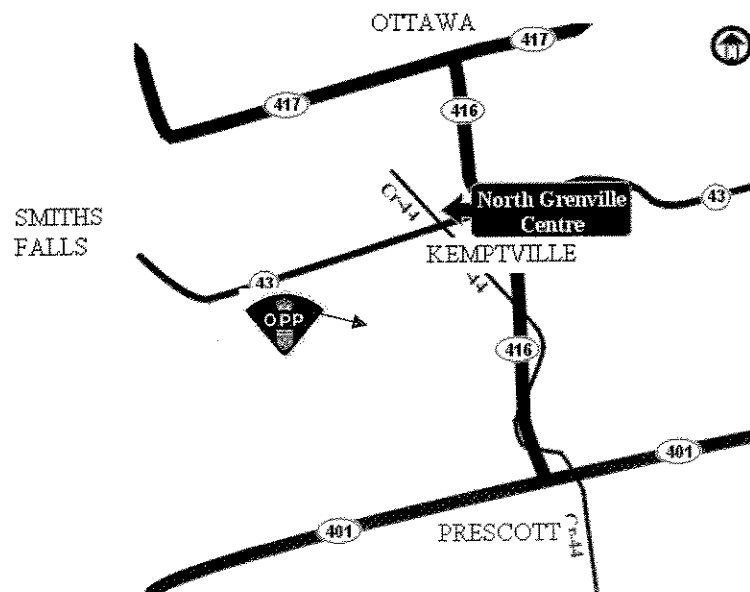 OTTAWA
417
417
416
Cr-44
North Grenville
Centre
43
SMITHS
FALLS
KEMPTVILLE
43
44
OPP
416
401
401
PRESCOTT
Cr-44